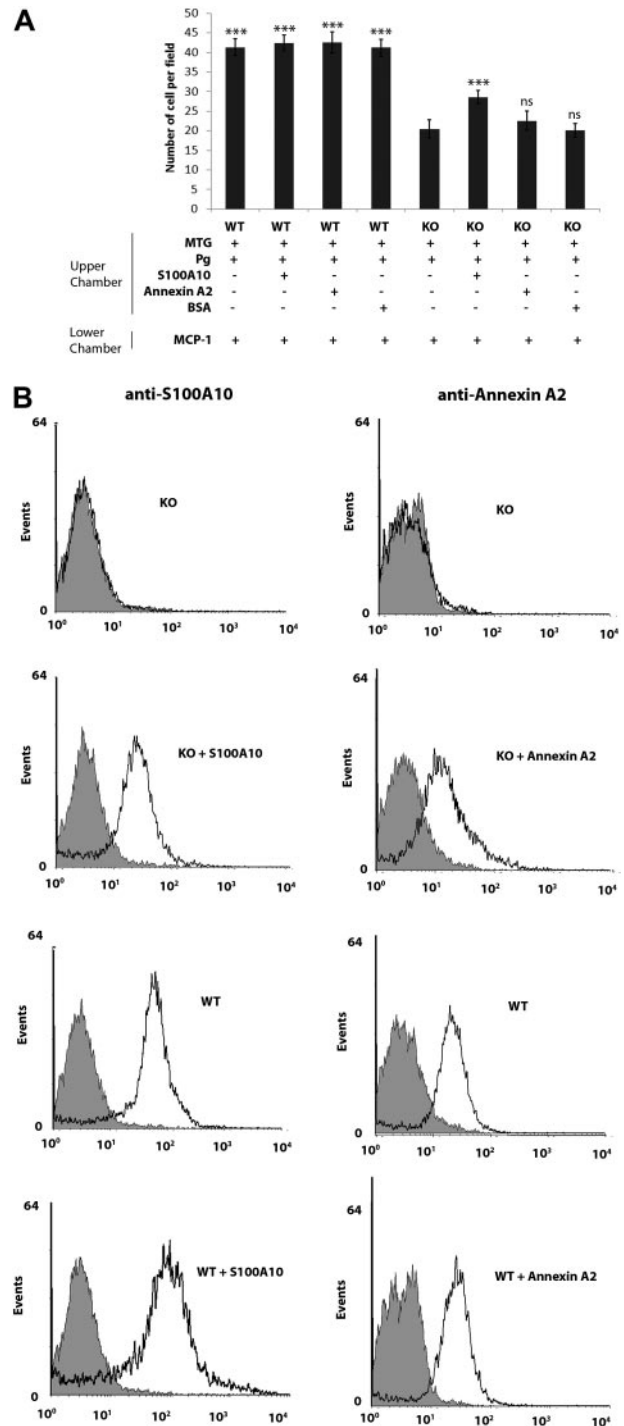 A
Number of cell per field
50
45
40
35
30
25
20
15
10
5
0
*** *** *** *** *** ns ns
WT WT WT WT KO KO KO KO
MTG + + + + + + + +
Upper Chamber
Pg + + + + + + + +
S100A10 - + - - - + - -
Annexin A2 - - + - - - + -
BSA - - - + - - - +
Lower Chamber
MCP-1 + + + + + + + +
B
anti-S100A10 anti-Annexin A2
64 64
Events Events
KO KO
0 0
10⁰ 10¹ 10² 10³ 10⁴ 10⁰ 10¹ 10² 10³ 10⁴
64 64
Events Events
KO + S100A10 KO + Annexin A2
0 0
10⁰ 10¹ 10² 10³ 10⁴ 10⁰ 10¹ 10² 10³ 10⁴
64 64
Events Events
WT WT
0 0
10⁰ 10¹ 10² 10³ 10⁴ 10⁰ 10¹ 10² 10³ 10⁴
64 64
Events Events
WT + S100A10 WT + Annexin A2
0 0
10⁰ 10¹ 10² 10³ 10⁴ 10⁰ 10¹ 10² 10³ 10⁴